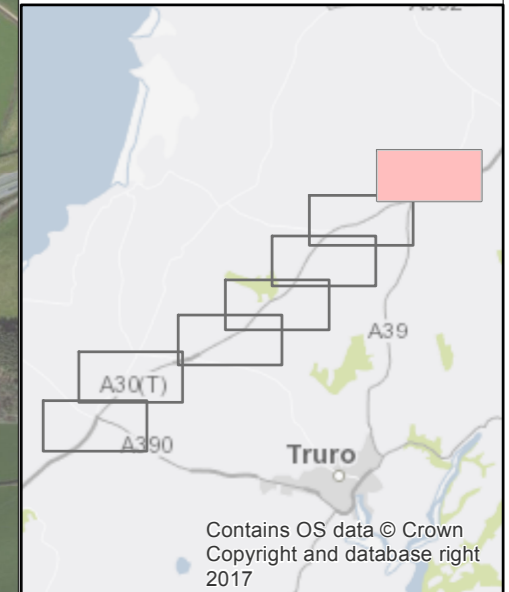 A39
A30(T)
A390
Truro
Contains OS data © Crown
Copyright and database right
2017